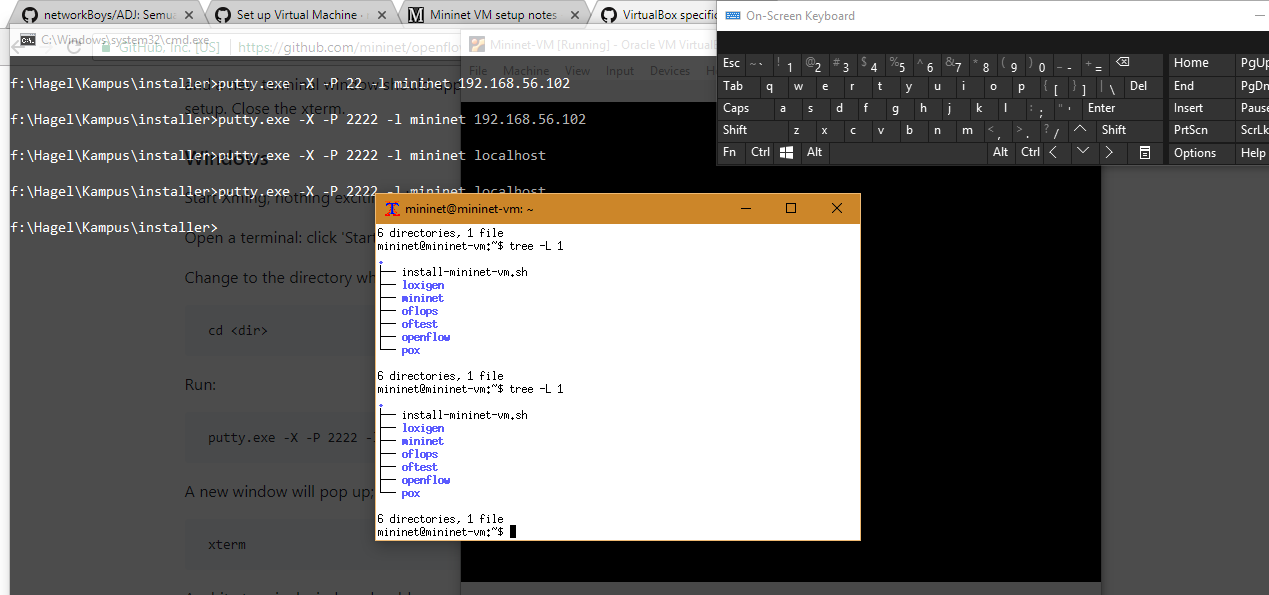 networkBoys/ADJ: Semua
Set up Virtual Machine
Mininet VM setup notes
VirtualBox specific
On-Screen Keyboard
C:\Windows\system32\cmd.exe
GitHub, Inc. [US]
https://github.com/mininet/openflow
Mininet-VM [Running] - Oracle VM VirtualB
File Machine View Input Devices H
f:\Hagel\Kampus\installer>putty.exe -X -P 22 -l mininet 192.168.56.102
setup. Close the xterm.
f:\Hagel\Kampus\installer>putty.exe -X -P 2222 -l mininet 192.168.56.102
f:\Hagel\Kampus\installer>putty.exe -X -P 2222 -l mininet localhost
Windows
f:\Hagel\Kampus\installer>putty.exe -X -P 2222 -l mininet localhost
Start Xming; nothing exciti
f:\Hagel\Kampus\installer>
Open a terminal: click 'Start
Change to the directory wh
cd <dir>
Run:
putty.exe -X -P 2222 -
A new window will pop up;
xterm
Esc ~ ` ! 1 @ 2 # 3 $ 4 % 5 ^ 6 & 7 * 8 ( 9 ) 0 _ - + = ⌫ Home PgUp
Tab q w e r t y u i o p { [ } ] | \ Del End PgDn
Caps a s d f g h j k l : ; " ' Enter Insert Pause
Shift z x c v b n m < , > . ? / Shift PrtScn ScrLk
Fn Ctrl Alt Alt Ctrl Options Help
mininet@mininet-vm: ~
6 directories, 1 file
mininet@mininet-vm:~$ tree -L 1
.
├── install-mininet-vm.sh
├── loxigen
├── mininet
├── oflops
├── oftest
├── openflow
└── pox
6 directories, 1 file
mininet@mininet-vm:~$ tree -L 1
.
├── install-mininet-vm.sh
├── loxigen
├── mininet
├── oflops
├── oftest
├── openflow
└── pox
6 directories, 1 file
mininet@mininet-vm:~$